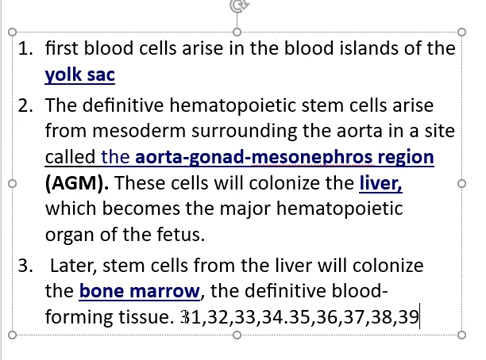 1. first blood cells arise in the blood islands of the
yolk sac
2. The definitive hematopoietic stem cells arise
from mesoderm surrounding the aorta in a site
called the aorta-gonad-mesonephros region
(AGM). These cells will colonize the liver,
which becomes the major hematopoietic
organ of the fetus.
3. Later, stem cells from the liver will colonize
the bone marrow, the definitive blood-
forming tissue. 31,32,33,34.35,36,37,38,39